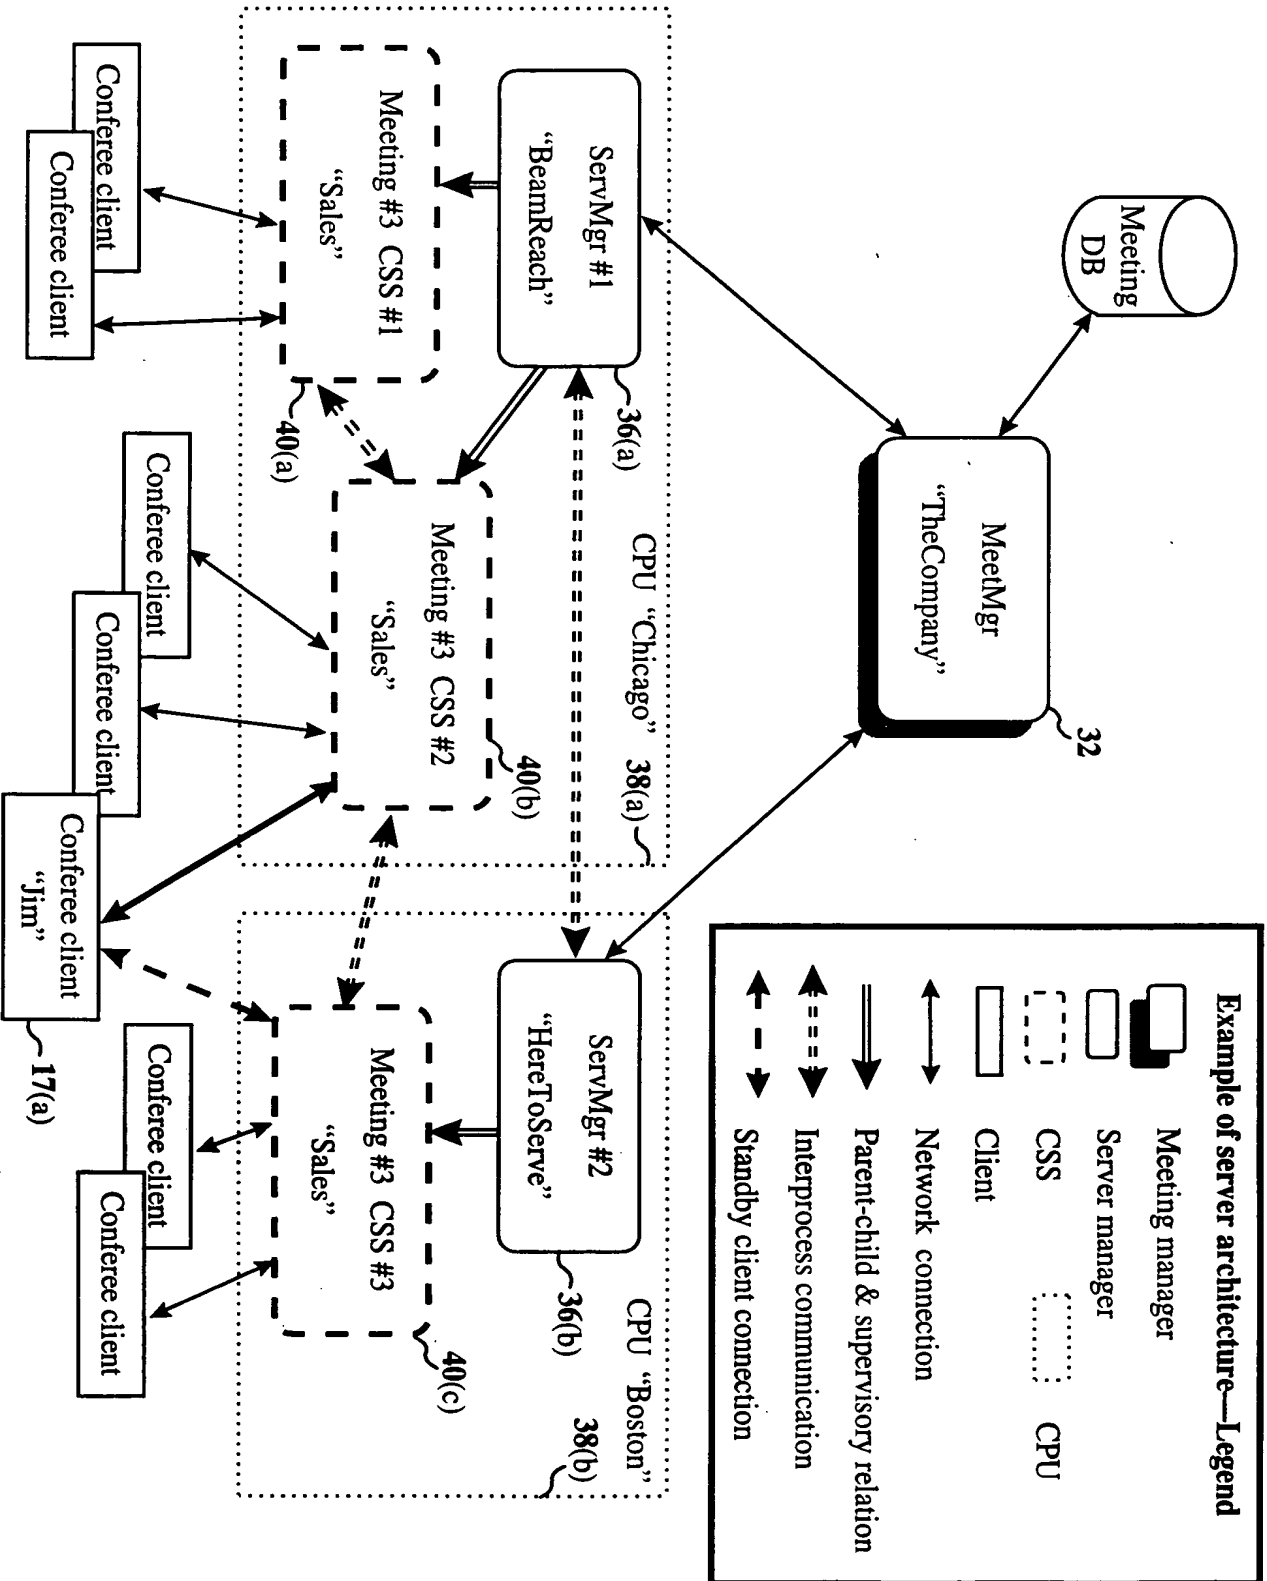 Example of server architecture—Legend
Meeting manager
Server manager
CSS
CPU
Client
Network connection
Parent-child & supervisory relation
Interprocess communication
Standby client connection
Meeting
DB
MeetMgr
"TheCompany"
32
CPU "Chicago"
38(a)
CPU "Boston"
38(b)
ServMgr #1
"BeamReach"
36(a)
ServMgr #2
"HereToServe"
36(b)
Meeting #3 CSS #1
"Sales"
40(a)
Meeting #3 CSS #2
"Sales"
40(b)
Meeting #3 CSS #3
"Sales"
40(c)
Conferee client
Conferee client
Conferee client
Conferee client
Conferee client
"Jim"
17(a)
Conferee client
Conferee client